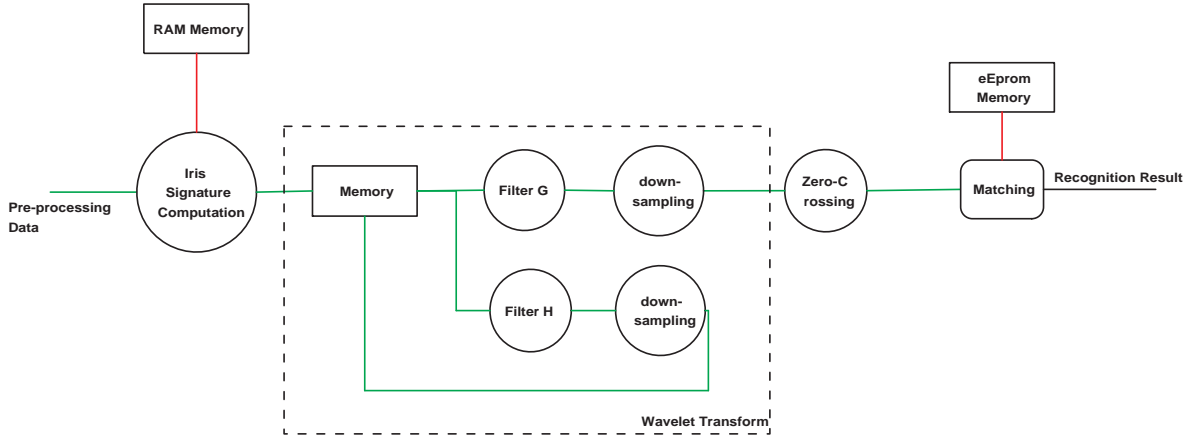 RAM Memory
eEprom
Memory
Iris
Signature
Computation
Pre-processing
Data
Memory
Filter G
down-
sampling
Zero-C
rossing
Matching
Recognition Result
Filter H
down-
sampling
Wavelet Transform